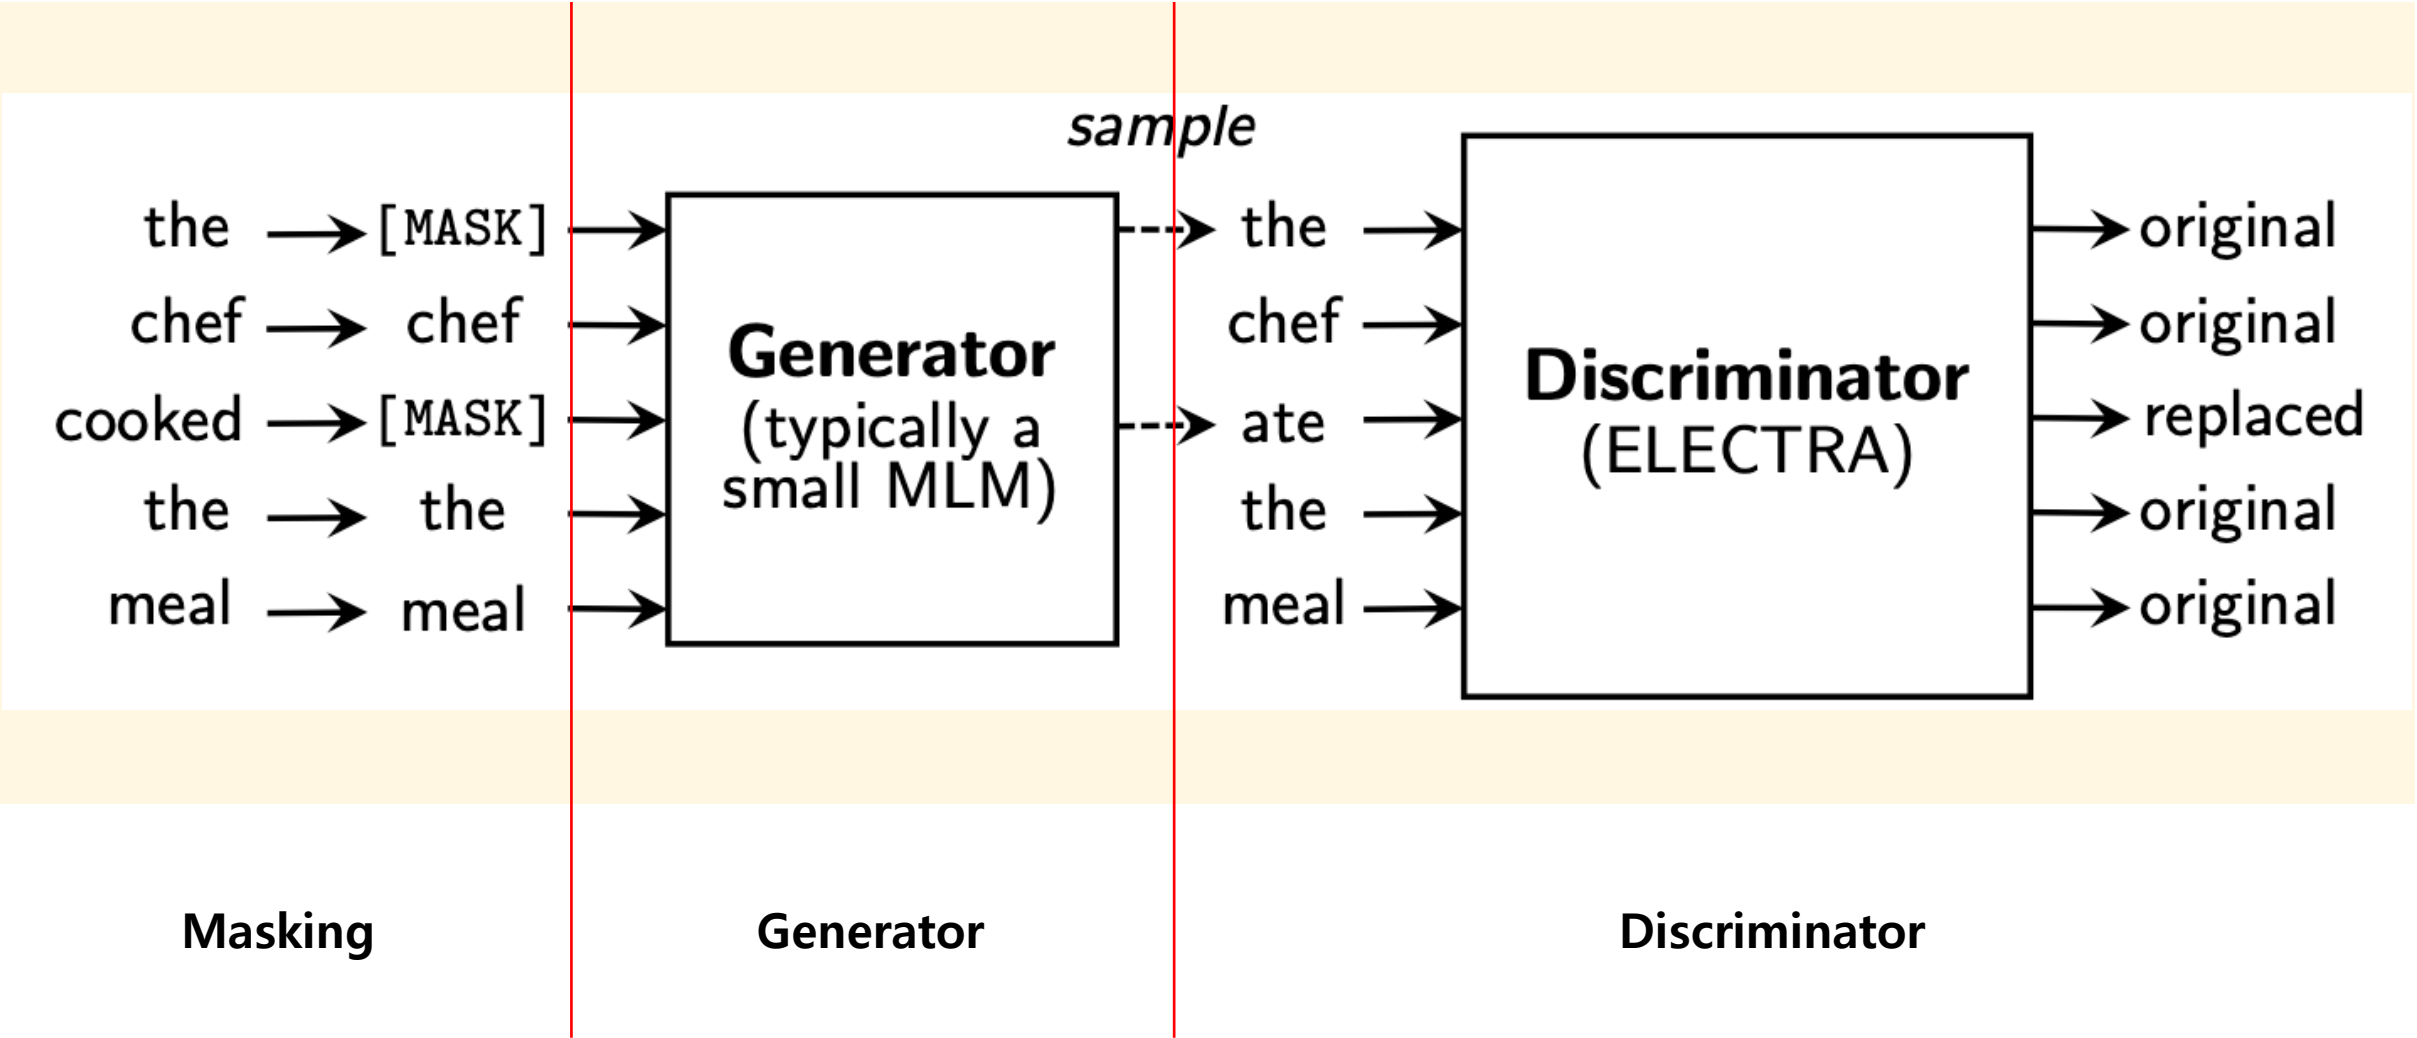 sample
the [MASK] the original
chef chef chef original
cooked [MASK] ate replaced
the the the original
meal meal meal original
Generator
(typically a
small MLM)
Discriminator
(ELECTRA)
Masking Generator Discriminator